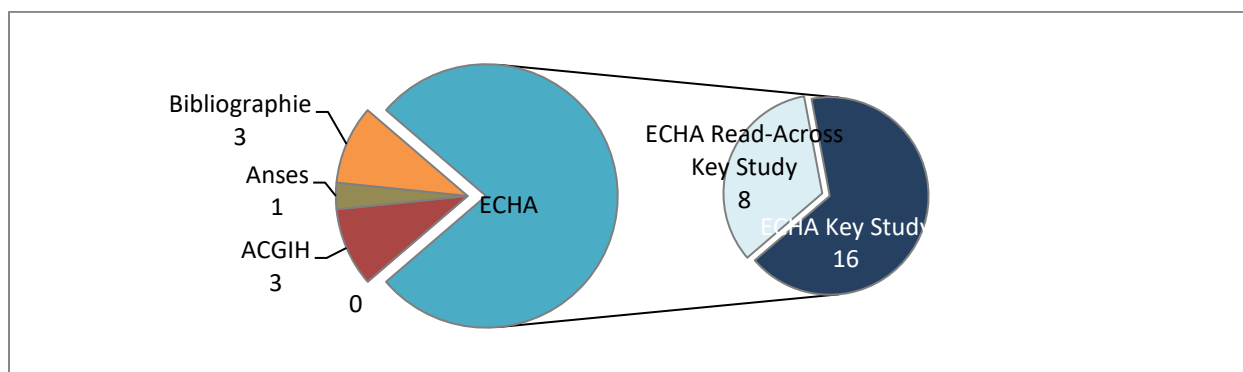 Bibliographie
3
Anses
1
ACGIH
3
0
ECHA
ECHA Read-Across
Key Study
8
ECHA Key Study
16